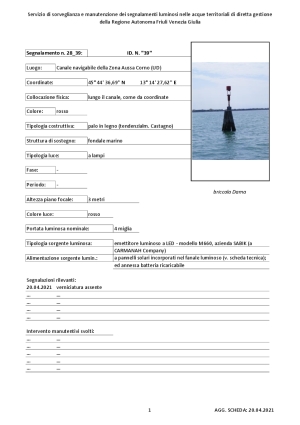 Servizio di sorveglianza e manutenzione dei segnalamenti luminosi nelle acque territoriali di diretta gestione
della Regione Autonoma Friuli Venezia Giulia
Segnalamento n. 28_39: ID. N. "39"
Luogo: Canale navigabile della Zona Aussa Corno (UD)
Coordinate: 45°44'36,69" N 13°14'27,62" E
Collocazione fisica: lungo il canale, come da coordinate
Colore: rosso
Tipologia costruttiva: palo in legno (tendenzialm. Castagno)
Struttura di sostegno: fondale marino
Tipologia luce: a lampi
Fase: -
Periodo: -
briccola Dama
Altezza piano focale: 3 metri
Colore luce: rosso
Portata luminosa nominale: 4 miglia
Tipologia sorgente luminosa: emettitore luminoso a LED - modello M660, azienda SABIK (a
CARMANAH Company)
Alimentazione sorgente lumin.: a pannelli solari incorporati nel fanale luminoso (v. scheda tecnica);
ed annessa batteria ricaricabile
Segnalazioni rilevanti:
20.04.2021 verniciatura assente
... ...
... ...
... ...
Intervento manutentivi svolti:
... ...
... ...
... ...
... ...
1 AGG. SCHEDA: 20.04.2021